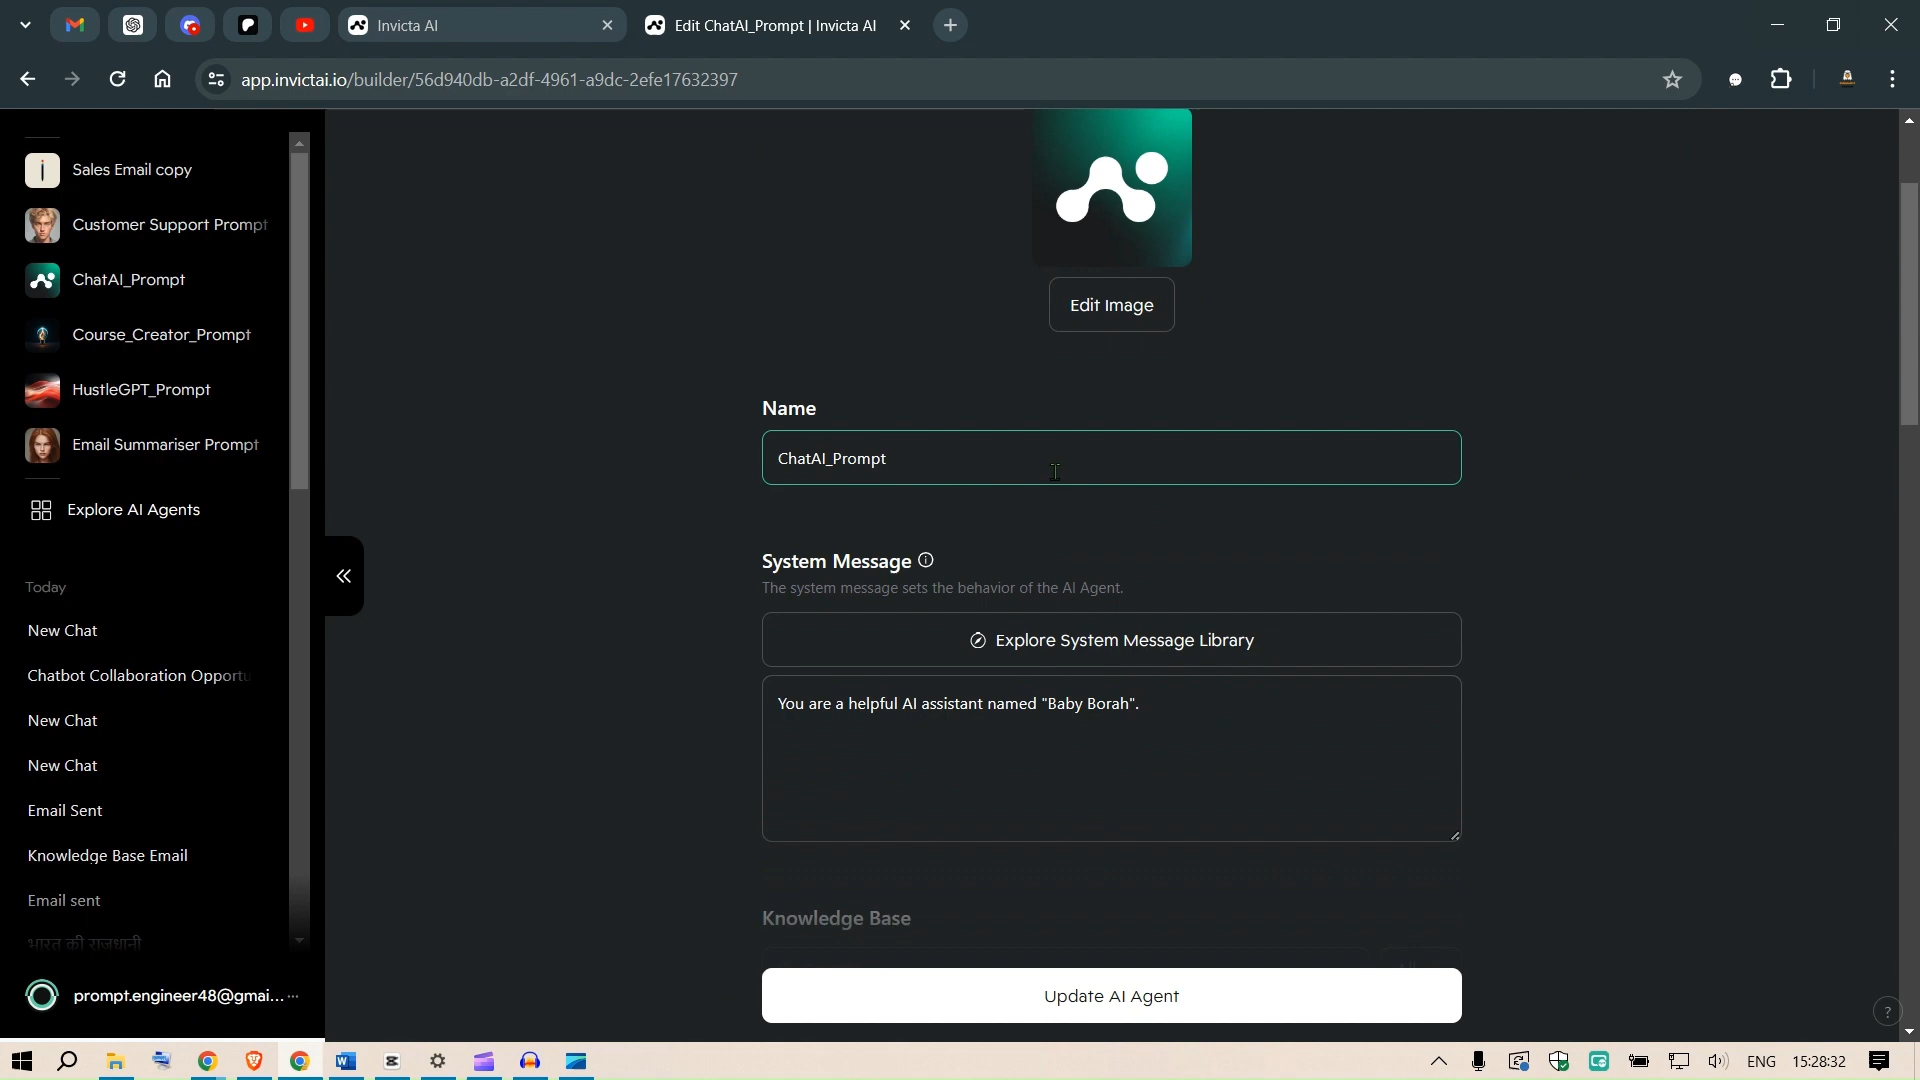 Invicta AI
Edit ChatAI_Prompt | Invicta AI
app.invictai.io/builder/56d940db-a2df-4961-a9dc-2efe17632397
Sales Email copy
Customer Support Prompt
ChatAI_Prompt
Course_Creator_Prompt
HustleGPT_Prompt
Email Summariser Prompt
Explore AI Agents
Today
New Chat
Chatbot Collaboration Opportu
New Chat
New Chat
Email Sent
Knowledge Base Email
Email sent
भारत की राजधानी
prompt.engineer48@gmai... ...
Edit Image
Name
ChatAI_Prompt
System Message
The system message sets the behavior of the AI Agent.
Explore System Message Library
You are a helpful AI assistant named "Baby Borah".
Knowledge Base
Update AI Agent
?
ENG
15:28:32